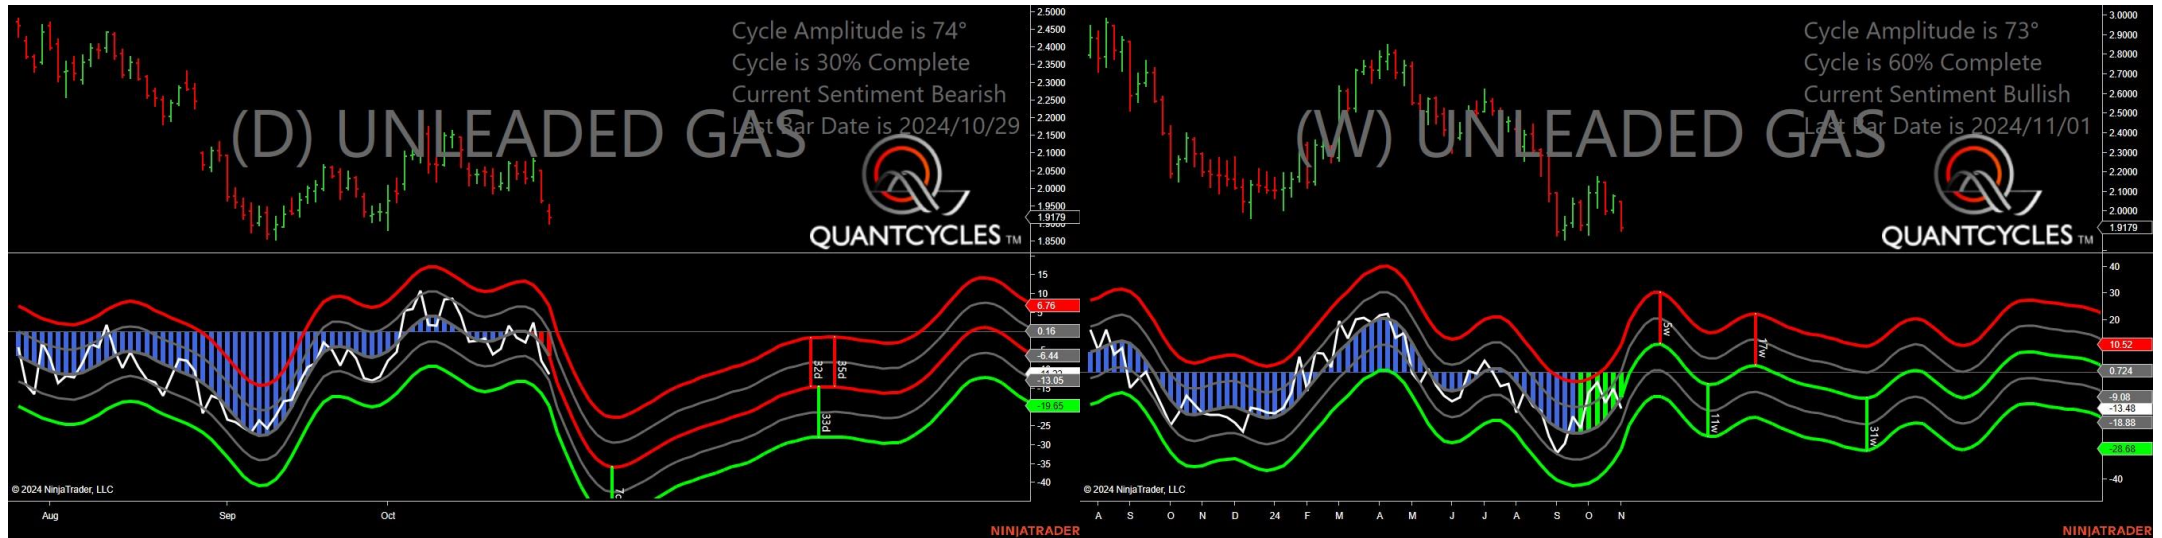 Cycle Amplitude is 74°
Cycle is 30% Complete
Current Sentiment Bearish
Last Bar Date is 2024/10/29
(D) UNLEADED GAS
QUANTCYCLES TM
2.5000
2.4500
2.4000
2.3500
2.3000
2.2500
2.2000
2.1500
2.1000
2.0500
2.0000
1.9500
1.9179
1.8500
15
10
6.76
0.16
-6.44
-13.05
-15
-19.65
-25
-30
-35
-40
32d
35d
33d
© 2024 NinjaTrader, LLC
Aug Sep Oct
NINJATRADER
Cycle Amplitude is 73°
Cycle is 60% Complete
Current Sentiment Bullish
Last Bar Date is 2024/11/01
(W) UNLEADED GAS
QUANTCYCLES TM
3.0000
2.9000
2.8000
2.7000
2.6000
2.5000
2.4000
2.3000
2.2000
2.1000
2.0000
1.9179
40
30
20
10.52
0.724
-9.08
-13.48
-18.88
-28.68
-40
5w
17w
11w
31w
© 2024 NinjaTrader, LLC
A S O N D 24 F M A M J J A S O N
NINJATRADER